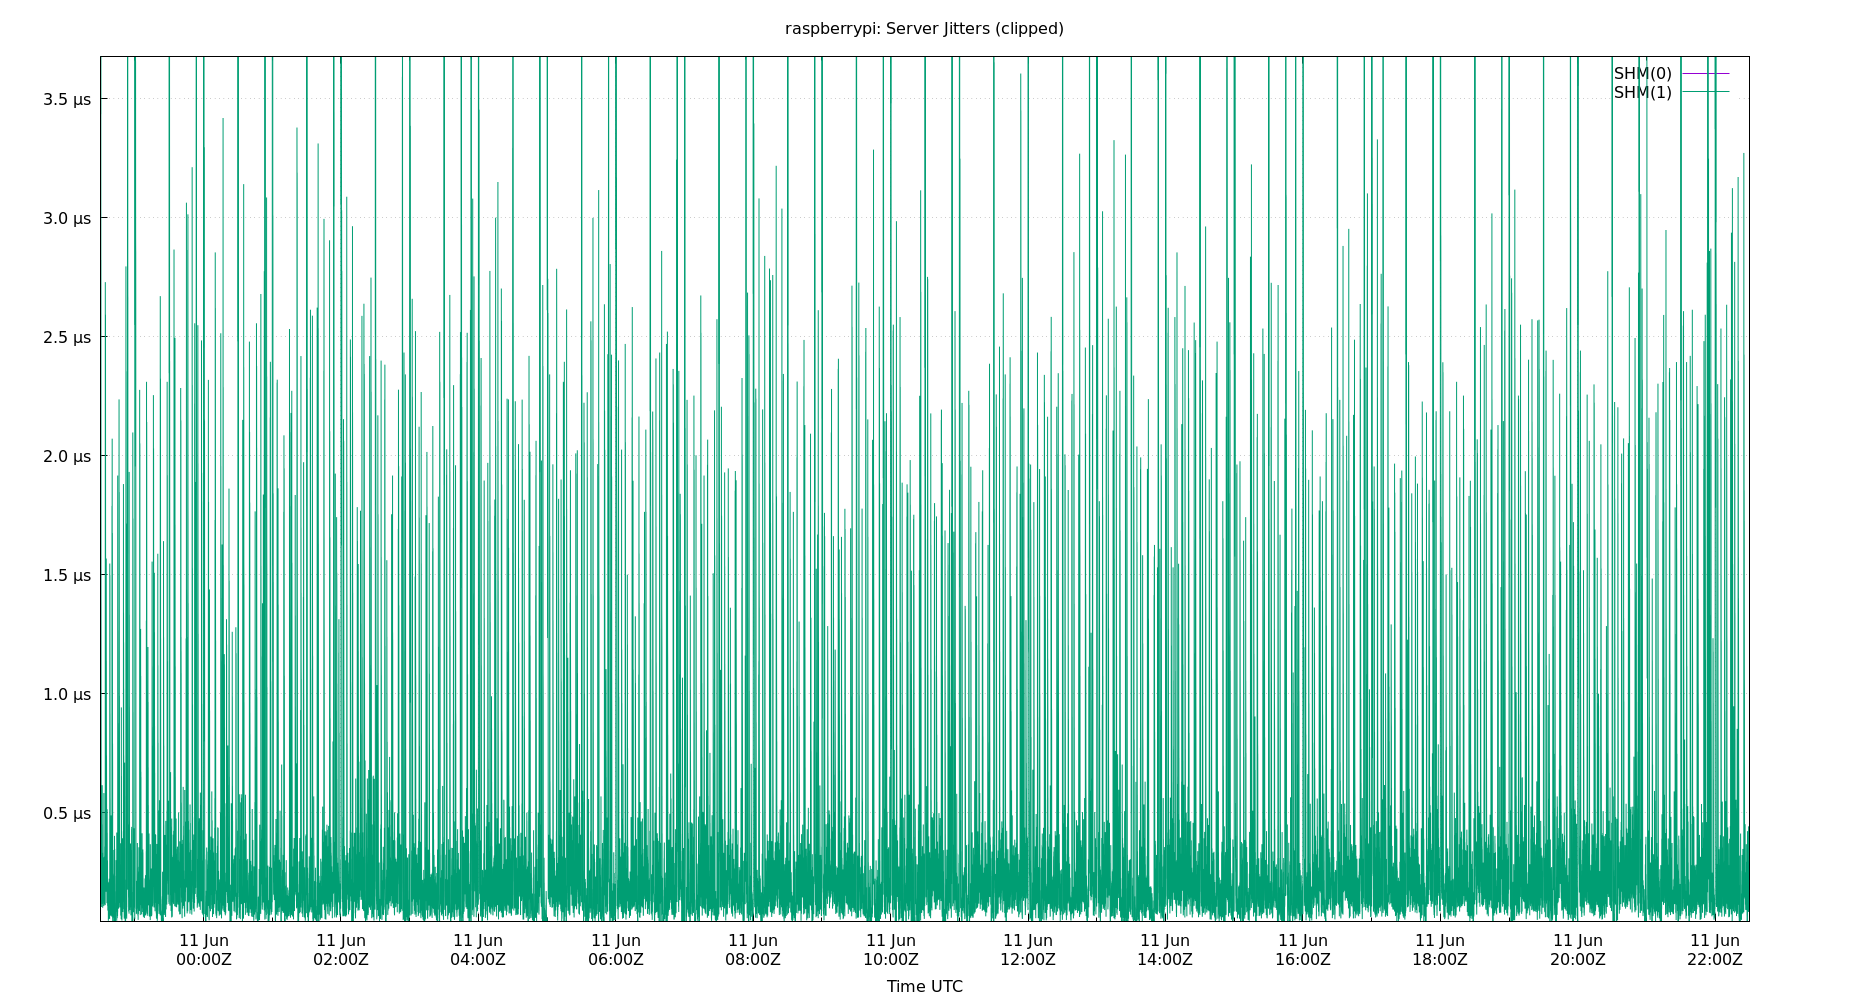 raspberrypi: Server Jitters (clipped)
SHM(0)
SHM(1)
3.5 µs
3.0 µs
2.5 µs
2.0 µs
1.5 µs
1.0 µs
0.5 µs
11 Jun 11 Jun 11 Jun 11 Jun 11 Jun 11 Jun 11 Jun 11 Jun 11 Jun 11 Jun 11 Jun 11 Jun
00:00Z 02:00Z 04:00Z 06:00Z 08:00Z 10:00Z 12:00Z 14:00Z 16:00Z 18:00Z 20:00Z 22:00Z
Time UTC